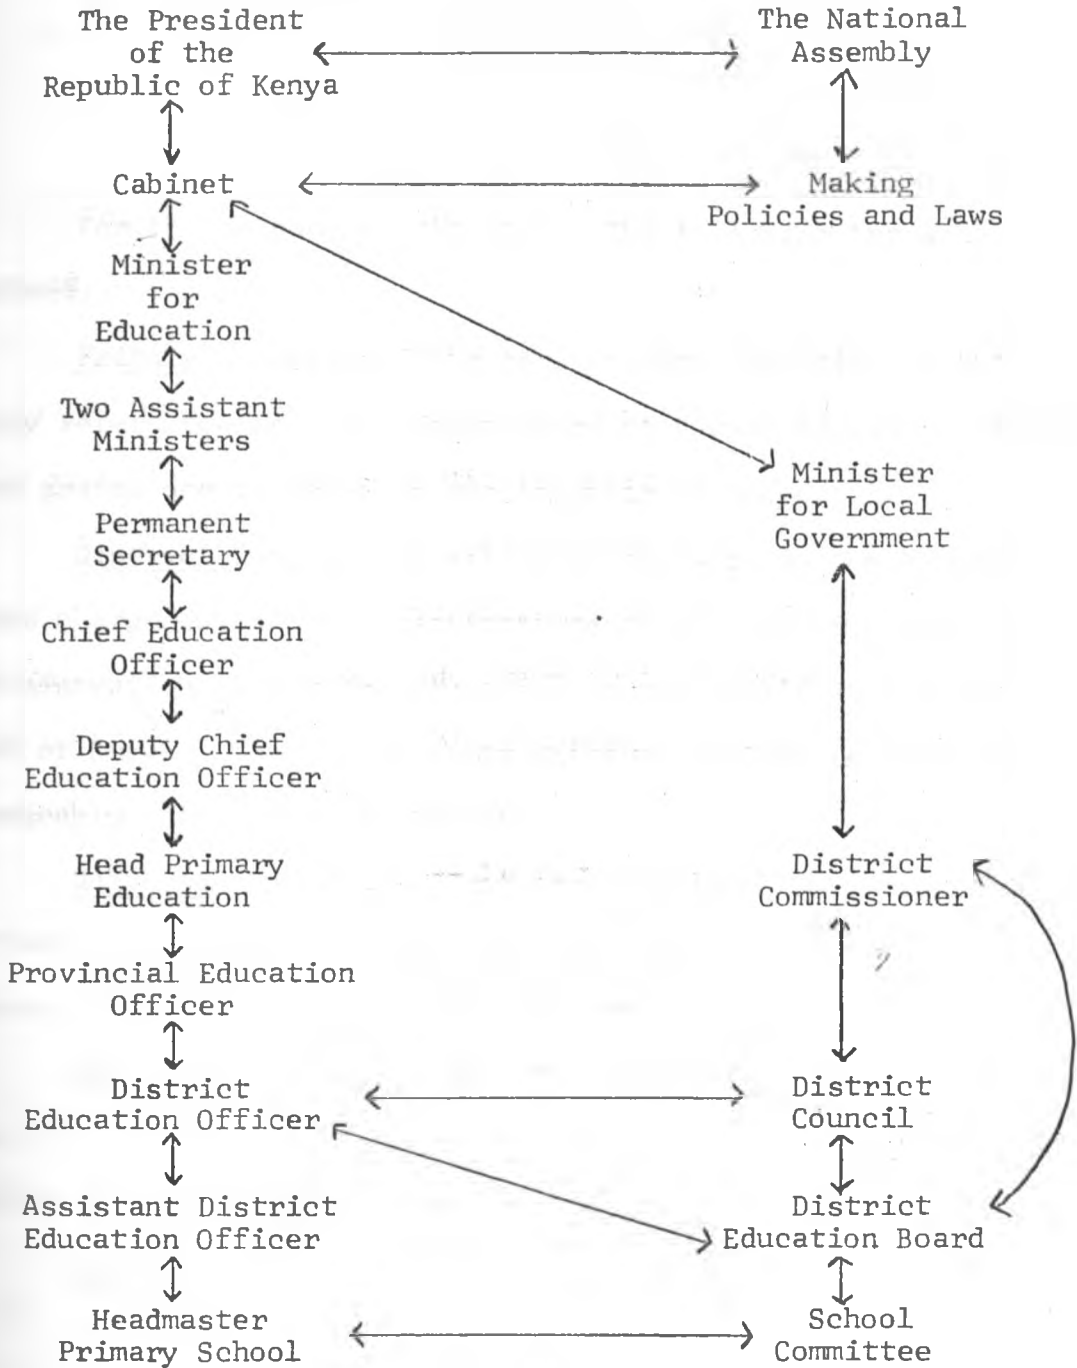 The President
of the
Republic of Kenya
The National
Assembly
Cabinet
Making
Policies and Laws
Minister
for
Education
Two Assistant
Ministers
Minister
for Local
Government
Permanent
Secretary
Chief Education
Officer
Deputy Chief
Education Officer
Head Primary
Education
District
Commissioner
Provincial Education
Officer
District
Education Officer
District
Council
Assistant District
Education Officer
District
Education Board
Headmaster
Primary School
School
Committee